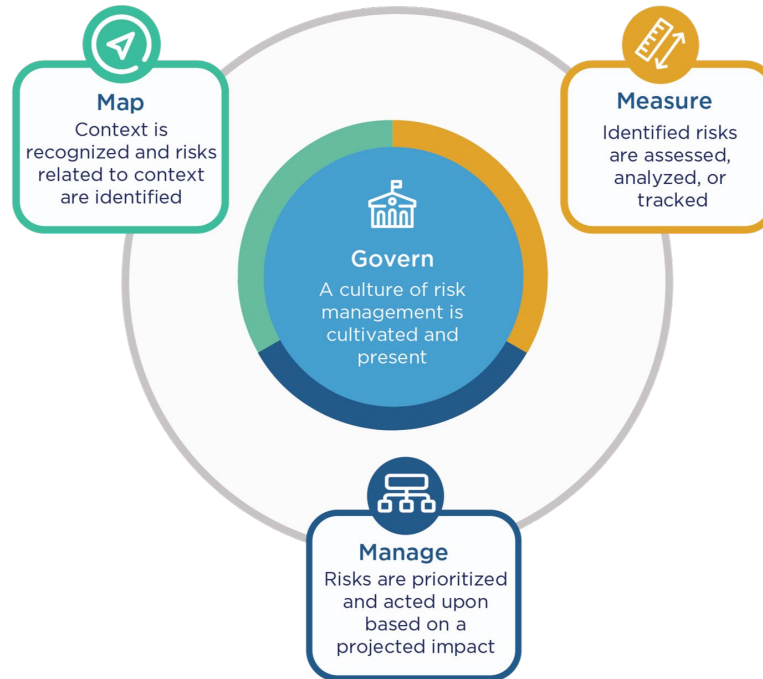 Map
Context is
recognized and risks
related to context
are identified
Measure
Identified risks
are assessed,
analyzed, or
tracked
Govern
A culture of risk
management is
cultivated and
present
Manage
Risks are prioritized
and acted upon
based on a
projected impact